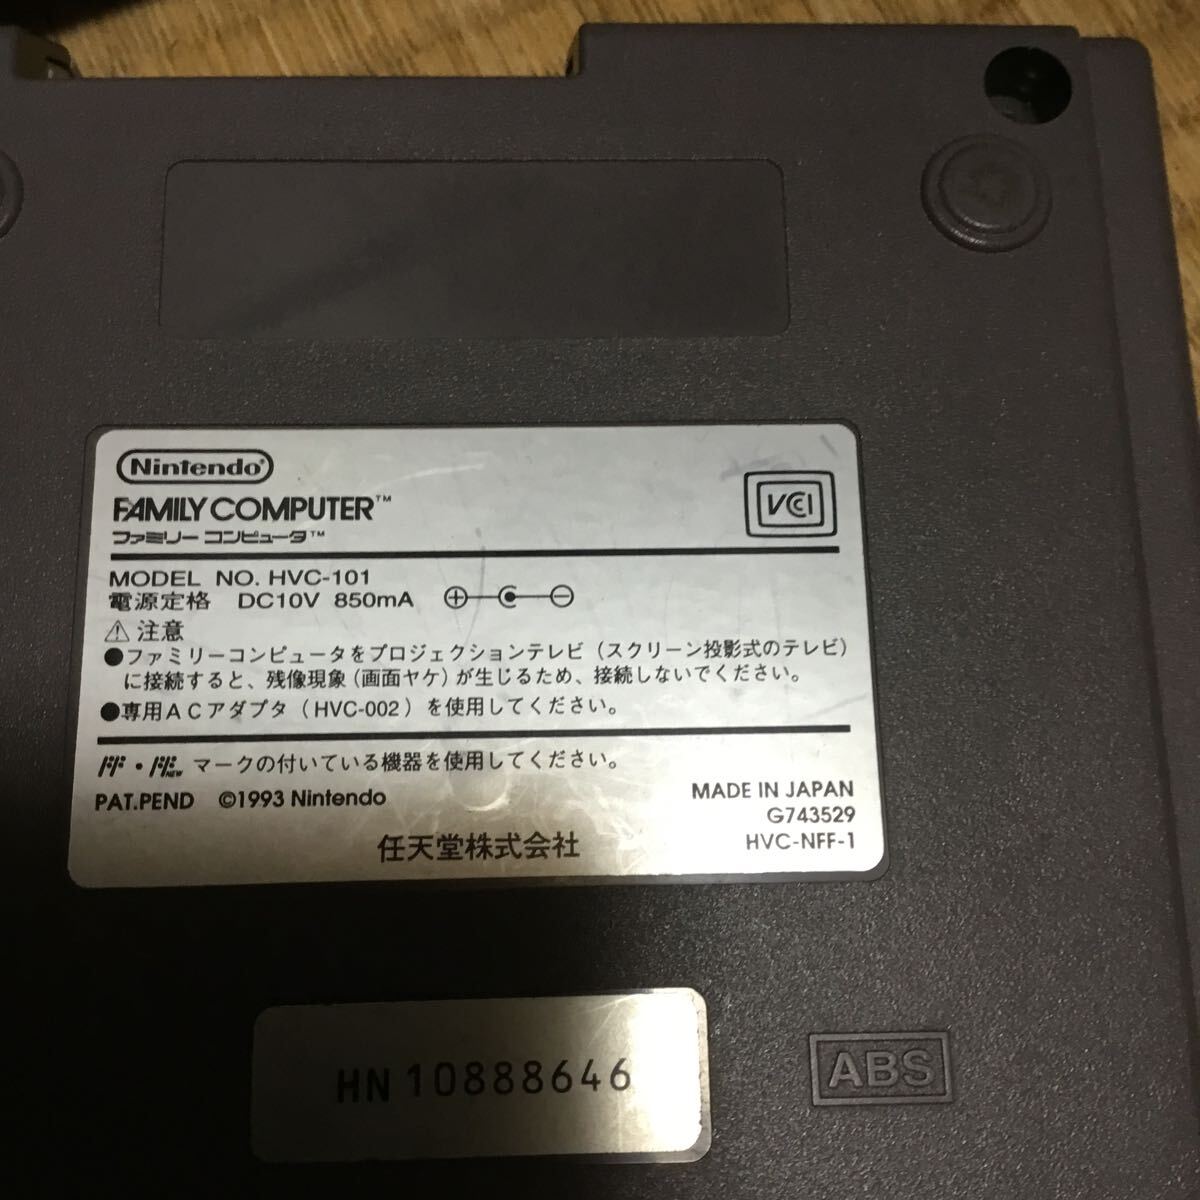 Nintendo®
FAMILY COMPUTER™
ファミリー コンピュータ™
VCCI
MODEL NO. HVC-101
電源定格 DC10V 850mA
⚠注意
●ファミリーコンピュータをプロジェクションテレビ（スクリーン投影式のテレビ）
に接続すると、残像現象（画面ヤケ）が生じるため、接続しないでください。
●専用ACアダプタ（HVC-002）を使用してください。
FF・FF NEW マークの付いている機器を使用してください。
PAT.PEND ©1993 Nintendo
MADE IN JAPAN
G743529
HVC-NFF-1
任天堂株式会社
HN 10888646
ABS